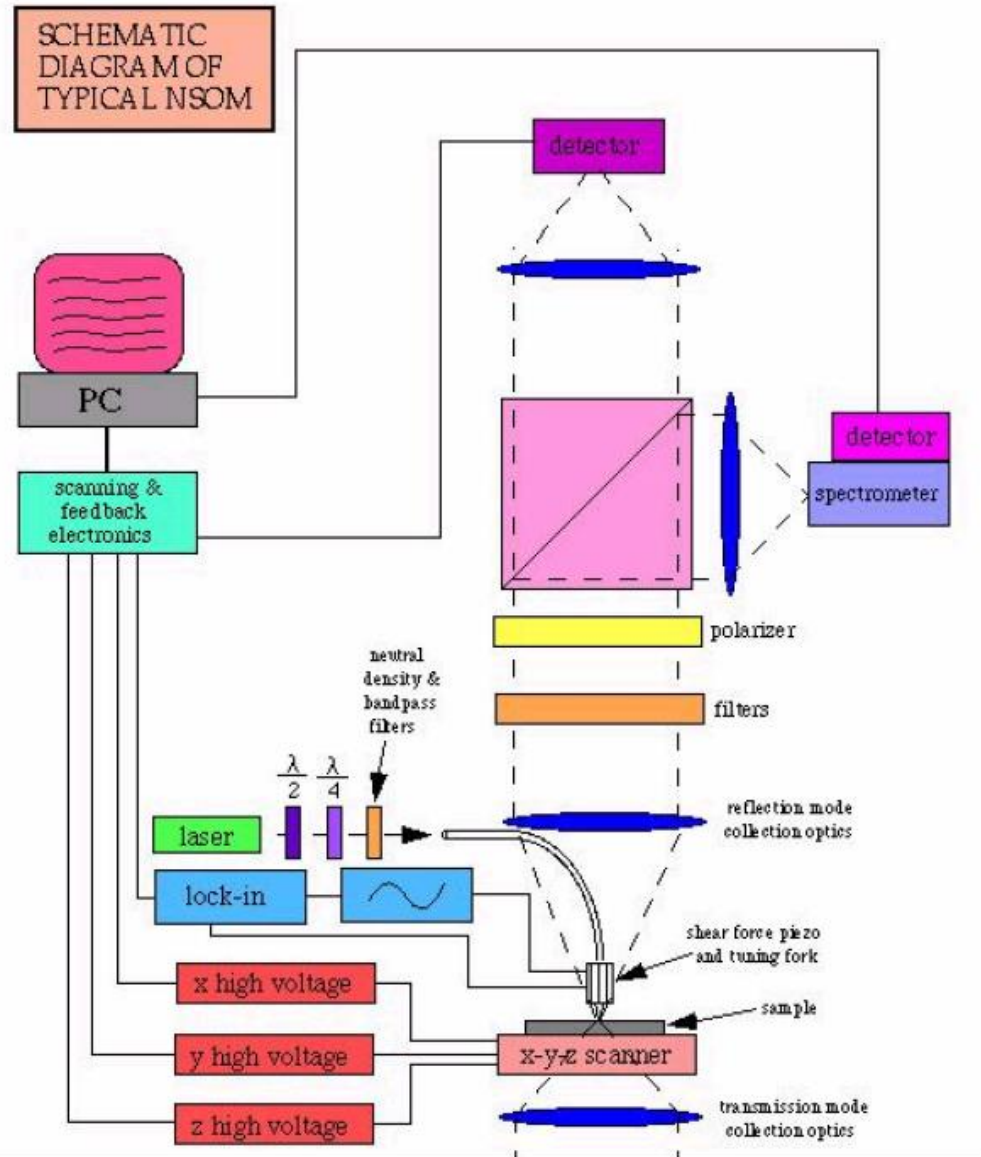 SCHEMATIC
DIAGRAM OF
TYPICAL NSOM
detector
PC
detector
spectrometer
scanning &
feedback
electronics
polarizer
neutral
density &
bandpass
filters
filters
λ
2
λ
4
reflection mode
collection optics
laser
lock-in
shear force piezo
and tuning fork
x high voltage
sample
y high voltage
x-y-z scanner
z high voltage
transmission mode
collection optics